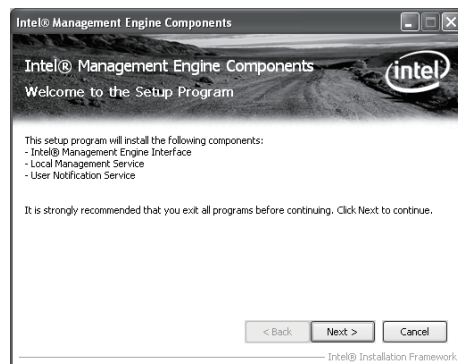 Intel® Management Engine Components
Intel® Management Engine Components
intel
Welcome to the Setup Program
This setup program will install the following components:
- Intel® Management Engine Interface
- Local Management Service
- User Notification Service
It is strongly recommended that you exit all programs before continuing. Click Next to continue.
< Back Next > Cancel
Intel® Installation Framework